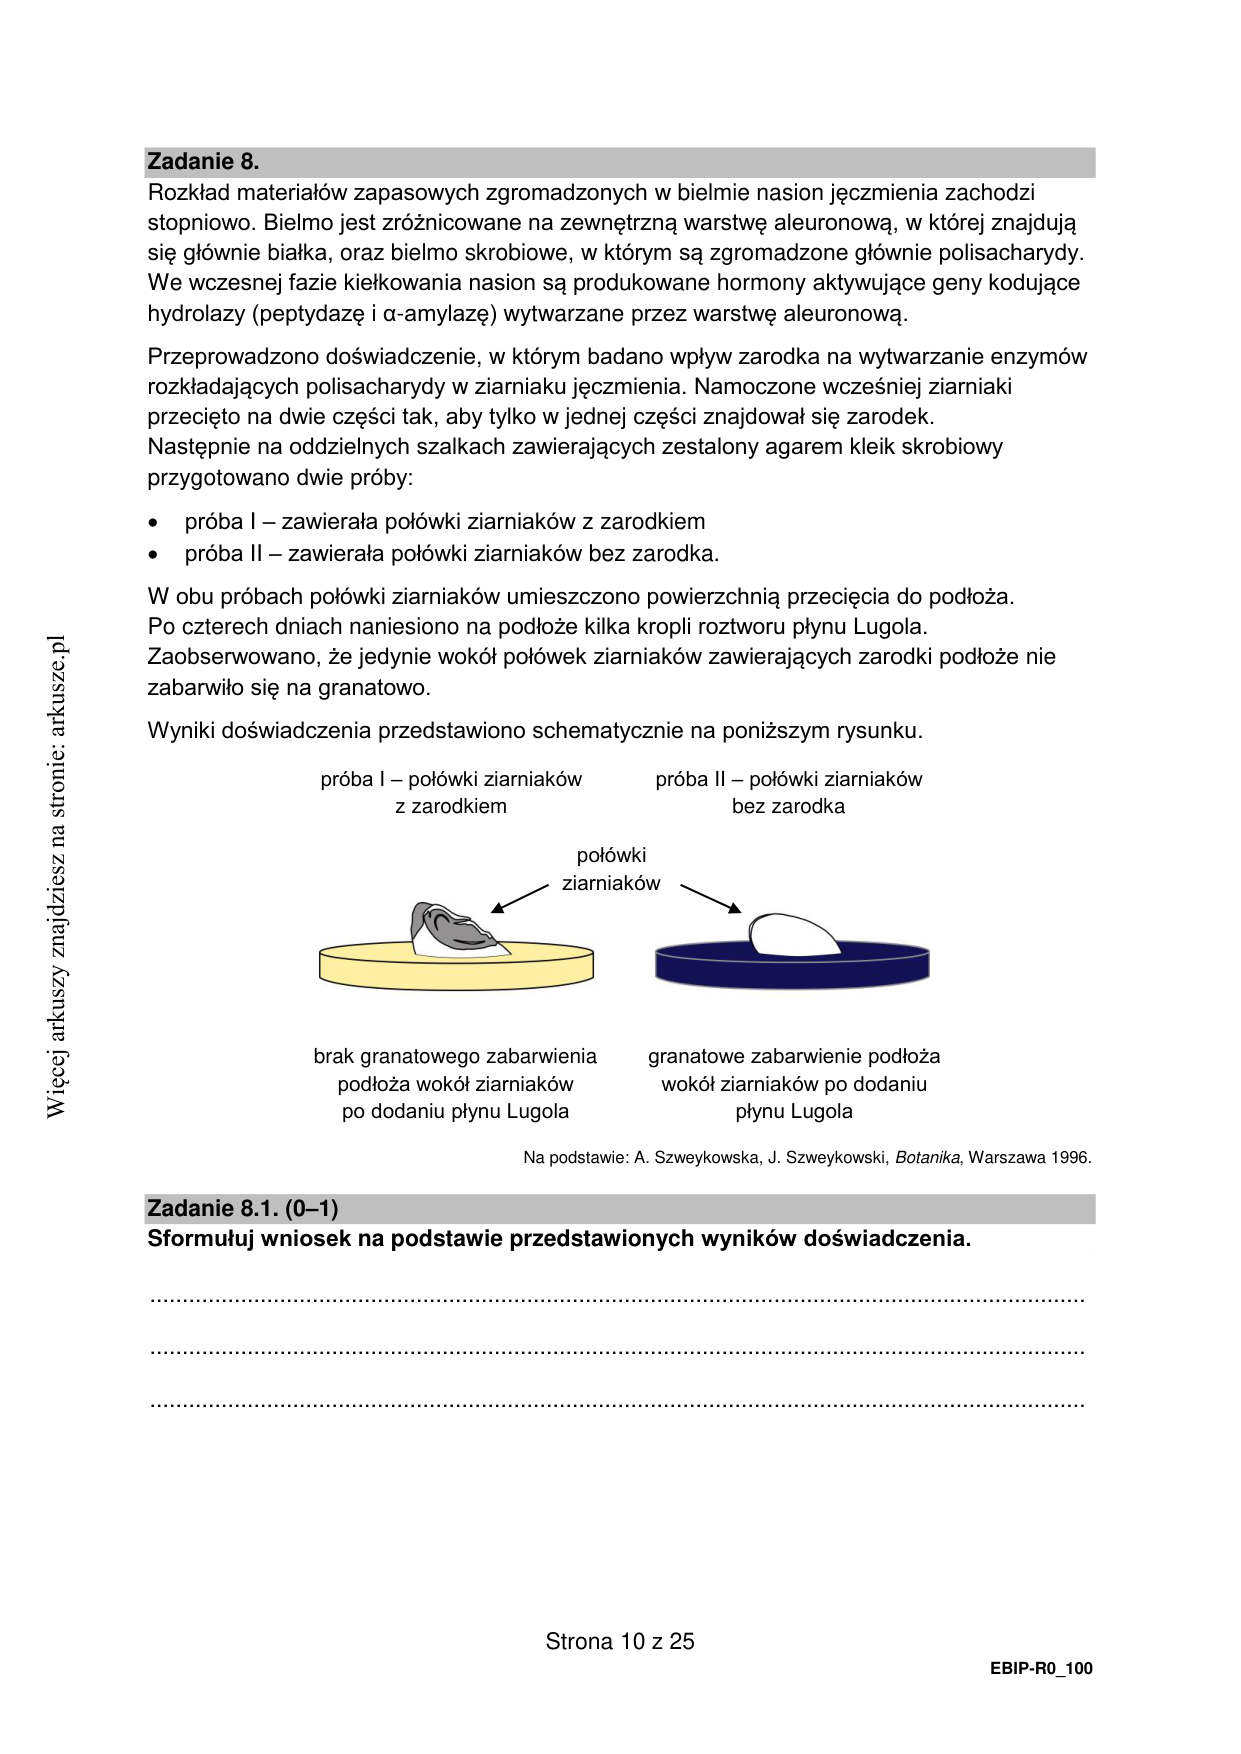 Zadanie 8.
Rozkład materiałów zapasowych zgromadzonych w bielmie nasion jęczmienia zachodzi
stopniowo. Bielmo jest zróżnicowane na zewnętrzną warstwę aleuronową, w której znajdują
się głównie białka, oraz bielmo skrobiowe, w którym są zgromadzone głównie polisacharydy.
We wczesnej fazie kiełkowania nasion są produkowane hormony aktywujące geny kodujące
hydrolazy (peptydazę i α-amylazę) wytwarzane przez warstwę aleuronową.
Przeprowadzono doświadczenie, w którym badano wpływ zarodka na wytwarzanie enzymów
rozkładających polisacharydy w ziarniaku jęczmienia. Namoczone wcześniej ziarniaki
przecięto na dwie części tak, aby tylko w jednej części znajdował się zarodek.
Następnie na oddzielnych szalkach zawierających zestalony agarem kleik skrobiowy
przygotowano dwie próby:
• próba I – zawierała połówki ziarniaków z zarodkiem
• próba II – zawierała połówki ziarniaków bez zarodka.
W obu próbach połówki ziarniaków umieszczono powierzchnią przecięcia do podłoża.
Po czterech dniach naniesiono na podłoże kilka kropli roztworu płynu Lugola.
Zaobserwowano, że jedynie wokół połówek ziarniaków zawierających zarodki podłoże nie
zabarwiło się na granatowo.
Wyniki doświadczenia przedstawiono schematycznie na poniższym rysunku.
próba I – połówki ziarniaków
z zarodkiem
próba II – połówki ziarniaków
bez zarodka
połówki
ziarniaków
brak granatowego zabarwienia
podłoża wokół ziarniaków
po dodaniu płynu Lugola
granatowe zabarwienie podłoża
wokół ziarniaków po dodaniu
płynu Lugola
Na podstawie: A. Szweykowska, J. Szweykowski, Botanika, Warszawa 1996.
Zadanie 8.1. (0–1)
Sformułuj wniosek na podstawie przedstawionych wyników doświadczenia.
Strona 10 z 25
EBIP-R0_100
Więcej arkuszy znajdziesz na stronie: arkusze.pl